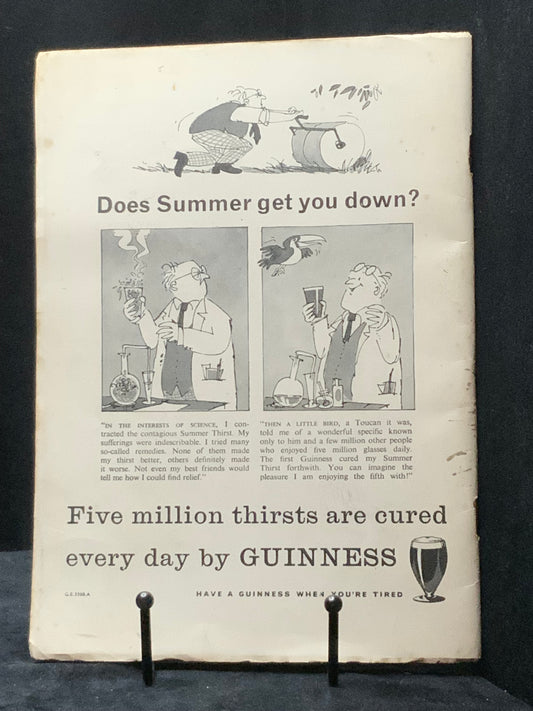 Does Summer get you down?
"IN THE INTERESTS OF SCIENCE, I con-
tracted the contagious Summer Thirst. My
sufferings were indescribable. I tried many
so-called remedies. None of them made
my thirst better, others definitely made
it worse. Not even my best friends would
tell me how I could find relief."
"THEN A LITTLE BIRD, a Toucan it was,
told me of a wonderful specific known
only to him and a few million other people
who enjoyed five million glasses daily.
The first Guinness cured my Summer
Thirst forthwith. You can imagine the
pleasure I am enjoying the fifth with!"
Five million thirsts are cured
every day by GUINNESS
G.E.3398.A
HAVE A GUINNESS WHEN YOU'RE TIRED